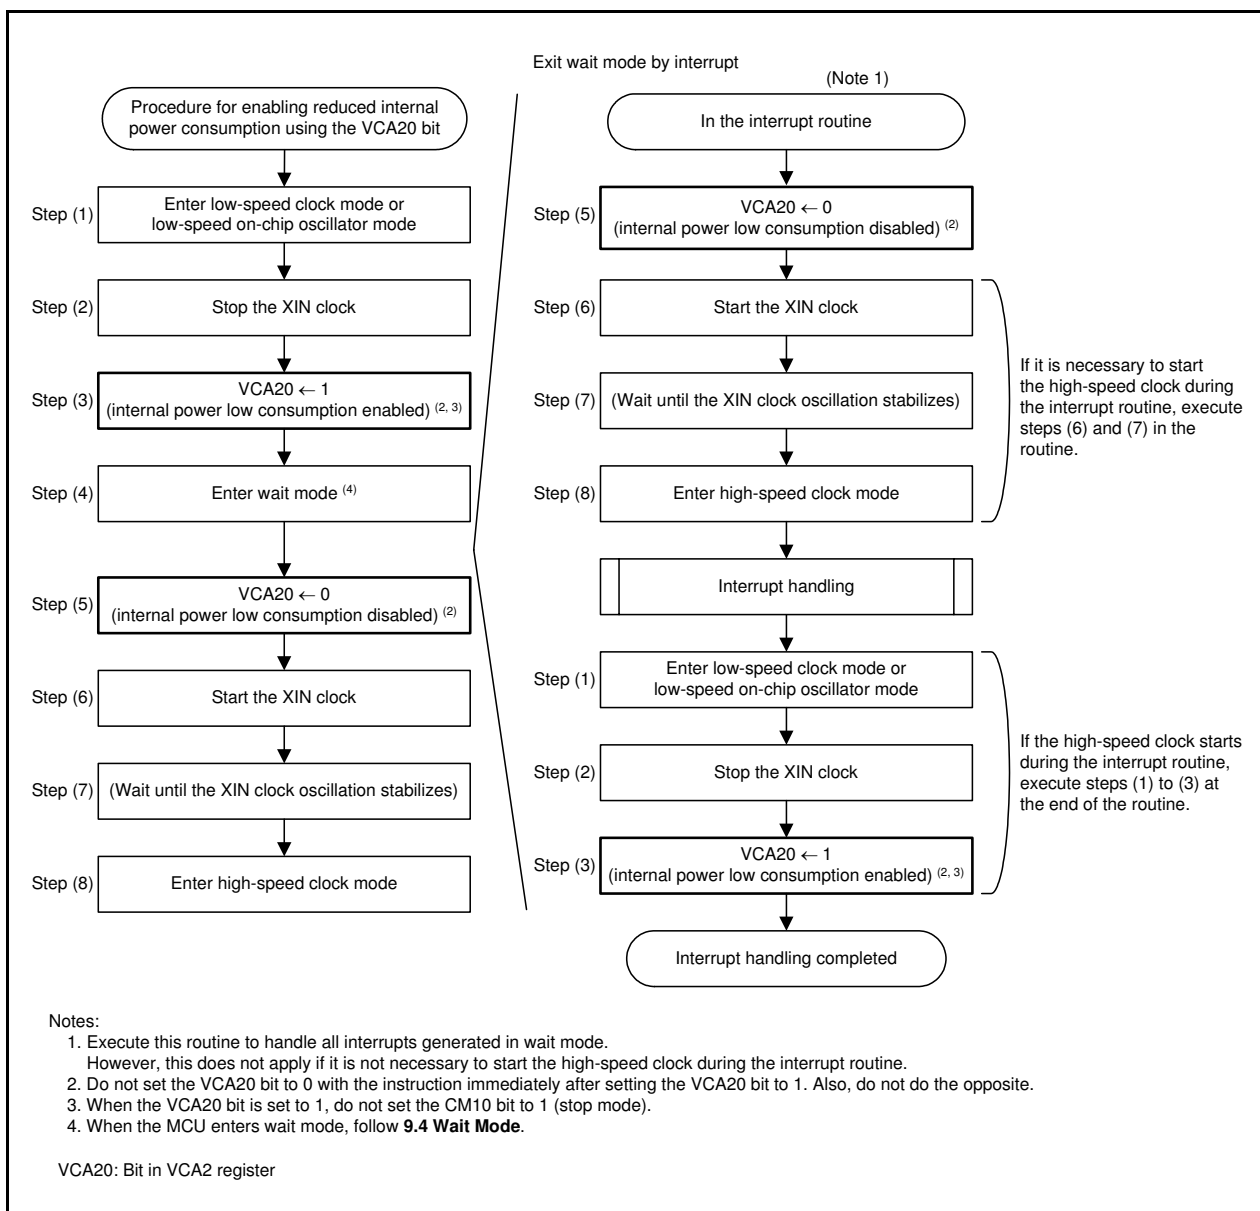 Procedure for enabling reduced internal
power consumption using the VCA20 bit
Step (1)
Enter low-speed clock mode or
low-speed on-chip oscillator mode
Step (2)
Stop the XIN clock
Step (3)
VCA20 ← 1
(internal power low consumption enabled) (2, 3)
Step (4)
Enter wait mode (4)
Step (5)
VCA20 ← 0
(internal power low consumption disabled) (2)
Step (6)
Start the XIN clock
Step (7)
(Wait until the XIN clock oscillation stabilizes)
Step (8)
Enter high-speed clock mode
Exit wait mode by interrupt
(Note 1)
In the interrupt routine
Step (5)
VCA20 ← 0
(internal power low consumption disabled) (2)
Step (6)
Start the XIN clock
Step (7)
(Wait until the XIN clock oscillation stabilizes)
Step (8)
Enter high-speed clock mode
If it is necessary to start
the high-speed clock during
the interrupt routine, execute
steps (6) and (7) in the
routine.
Interrupt handling
Step (1)
Enter low-speed clock mode or
low-speed on-chip oscillator mode
Step (2)
Stop the XIN clock
Step (3)
VCA20 ← 1
(internal power low consumption enabled) (2, 3)
If the high-speed clock starts
during the interrupt routine,
execute steps (1) to (3) at
the end of the routine.
Interrupt handling completed
Notes:
1. Execute this routine to handle all interrupts generated in wait mode.
However, this does not apply if it is not necessary to start the high-speed clock during the interrupt routine.
2. Do not set the VCA20 bit to 0 with the instruction immediately after setting the VCA20 bit to 1. Also, do not do the opposite.
3. When the VCA20 bit is set to 1, do not set the CM10 bit to 1 (stop mode).
4. When the MCU enters wait mode, follow 9.4 Wait Mode.
VCA20: Bit in VCA2 register